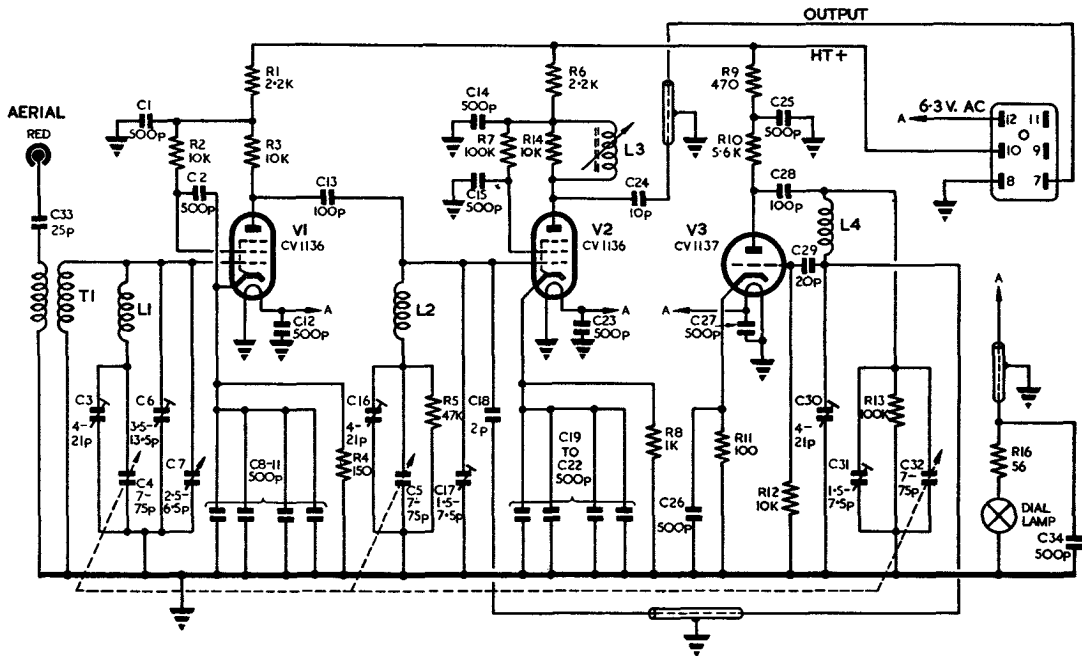 OUTPUT
HT+
AERIAL
RED
C33
25p
T1
L1
C1
500p
R1
2·2K
R2
10K
R3
10K
C2
500p
C13
100p
V1
CV1136
A
C12
500p
C3
4-
21p
C4
7-
75p
C6
3·5-
13·5p
C7
2·5-
6·5p
C8-11
500p
R4
150
L2
C16
4-
21p
C5
7-
75p
R5
47K
C17
1·5-
7·5p
C18
2p
R6
2·2K
C14
500p
R7
100K
R14
10K
L3
C15
500p
C24
10p
V2
CV1136
A
C23
500p
C19
TO
C22
500p
R8
1K
R9
470
C25
500p
R10
5·6K
C28
100p
V3
CV1137
L4
C29
20p
A
C27
500p
C26
500p
R11
100
R12
10K
C30
4-
21p
C31
1·5-
7·5p
R13
100K
C32
7-
75p
6·3 V. AC
A
12 11
10 9
8 7
A
R16
56
DIAL
LAMP
C34
500p